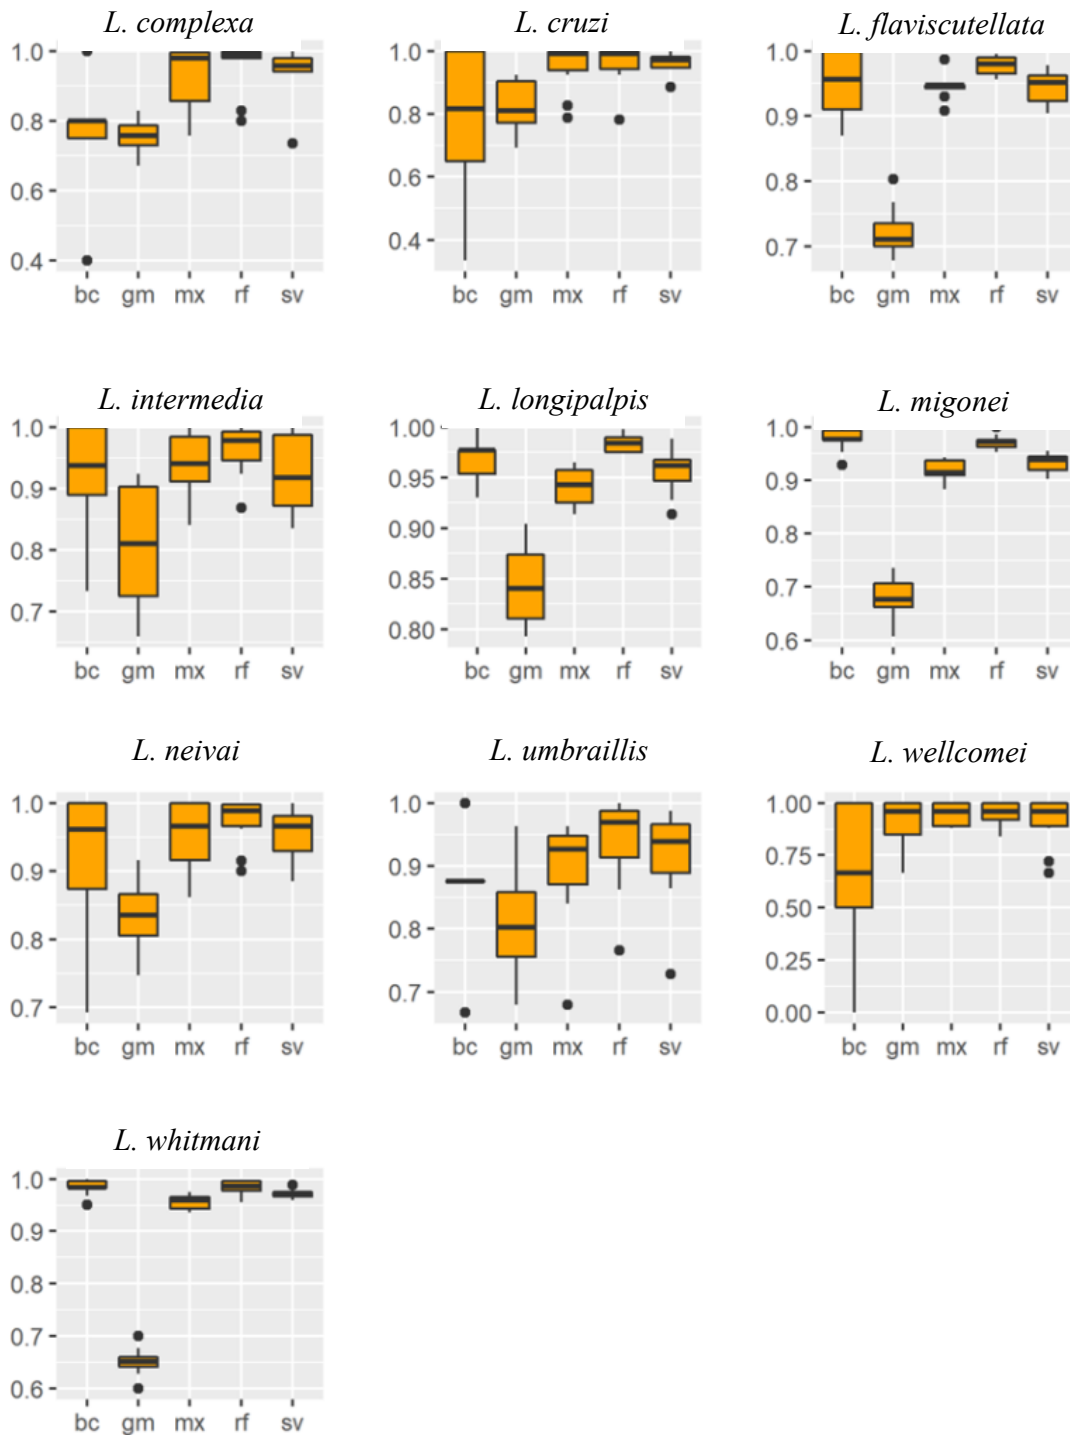 L. complexa
L. cruzi
L. flaviscutellata
1.0
0.8
0.6
0.4
bc gm mx rf sv
1.0
0.8
0.6
0.4
bc gm mx rf sv
1.0
0.9
0.8
0.7
bc gm mx rf sv
L. intermedia
L. longipalpis
L. migonei
1.0
0.9
0.8
0.7
bc gm mx rf sv
1.00
0.95
0.90
0.85
0.80
bc gm mx rf sv
1.0
0.9
0.8
0.7
0.6
bc gm mx rf sv
L. neivai
L. umbraillis
L. wellcomei
1.0
0.9
0.8
0.7
bc gm mx rf sv
1.0
0.9
0.8
0.7
bc gm mx rf sv
1.00
0.75
0.50
0.25
0.00
bc gm mx rf sv
L. whitmani
1.0
0.9
0.8
0.7
0.6
bc gm mx rf sv